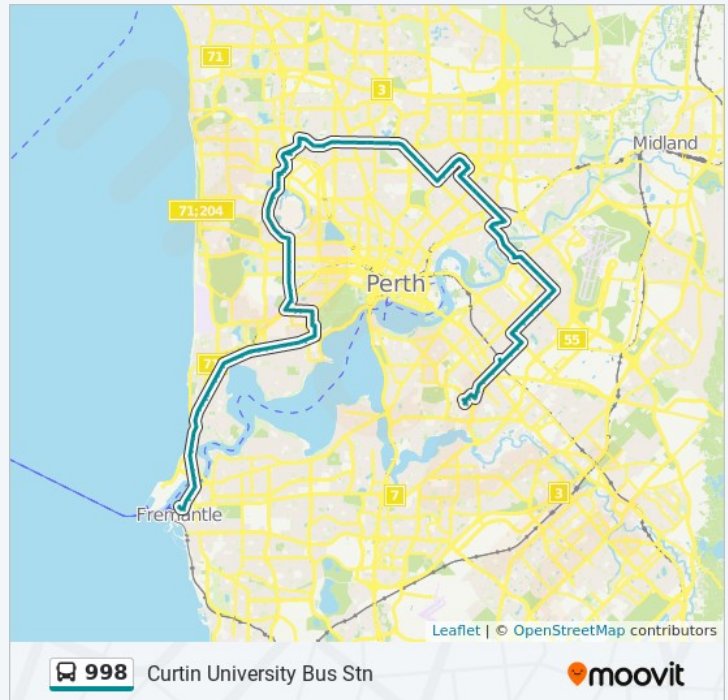 71
3
Midland
71;204
Perth
55
7
7
3
Fremantle
Leaflet | © OpenStreetMap contributors
998 Curtin University Bus Stn
moovit